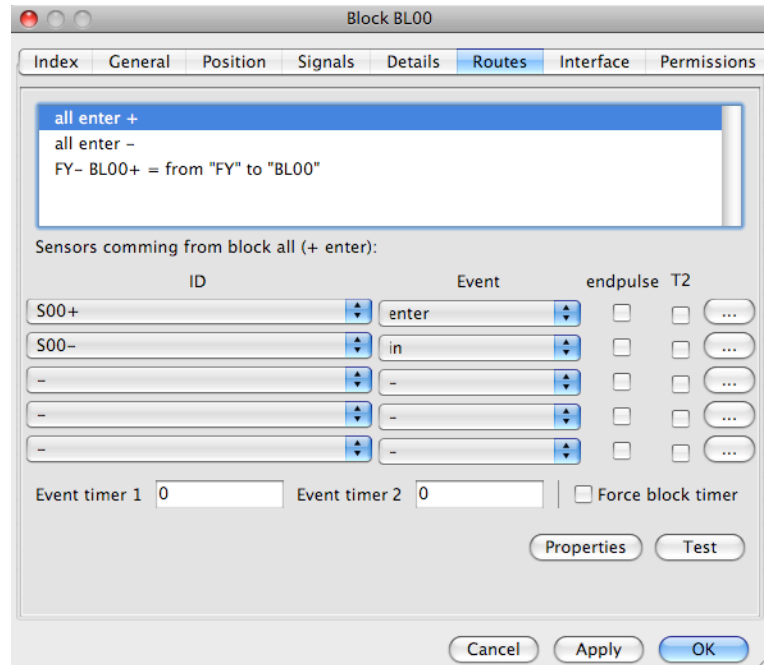 Block BL00
Index General Position Signals Details Routes Interface Permissions
all enter +
all enter -
FY- BL00+ = from "FY" to "BL00"
Sensors comming from block all (+ enter):
ID Event endpulse T2
S00+ enter ...
S00- in ...
- - ...
- - ...
- - ...
Event timer 1 0 Event timer 2 0 Force block timer
Properties Test
Cancel Apply OK